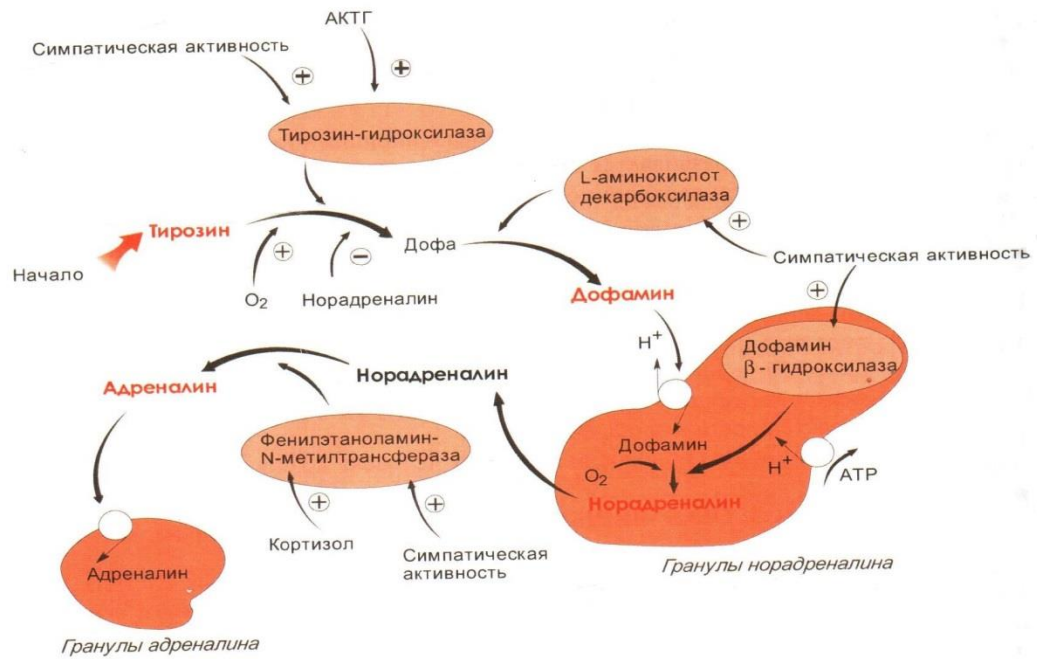 АКТГ
Симпатическая активность
+
+
Тирозин-гидроксилаза
L-аминокислот
декарбоксилаза
Тирозин
Дофа
+
Начало
+
−
Симпатическая активность
O2
Норадреналин
Дофамин
+
H+
Дофамин
β - гидроксилаза
Адреналин
Норадреналин
Фенилэтаноламин-
N-метилтрансфераза
Дофамин
O2
H+
АТР
Норадреналин
+
+
Кортизол
Симпатическая
активность
Адреналин
Гранулы норадреналина
Гранулы адреналина